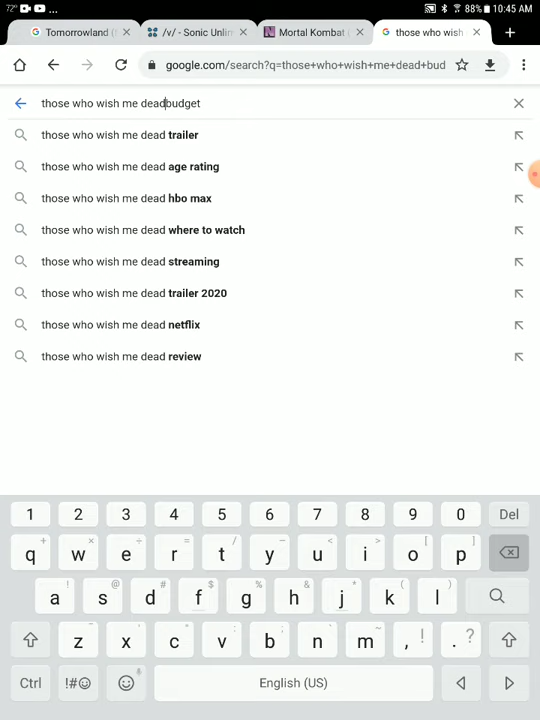 72° ... 88% 10:45 AM
Tomorrowland ( /v/ - Sonic Unlim Mortal Kombat ( those who wish
google.com/search?q=those+who+wish+me+dead+bud
those who wish me deadbudget
those who wish me dead trailer
those who wish me dead age rating
those who wish me dead hbo max
those who wish me dead where to watch
those who wish me dead streaming
those who wish me dead trailer 2020
those who wish me dead netflix
those who wish me dead review
1 2 3 4 5 6 7 8 9 0 Del
+ × ÷ = / _ < > [ ]
q w e r t y u i o p
! @ # $ % ^ & * ( )
a s d f g h j k l
- ' " : ; , ?
z x c v b n m , ! . ?
Ctrl !#☺ English (US)